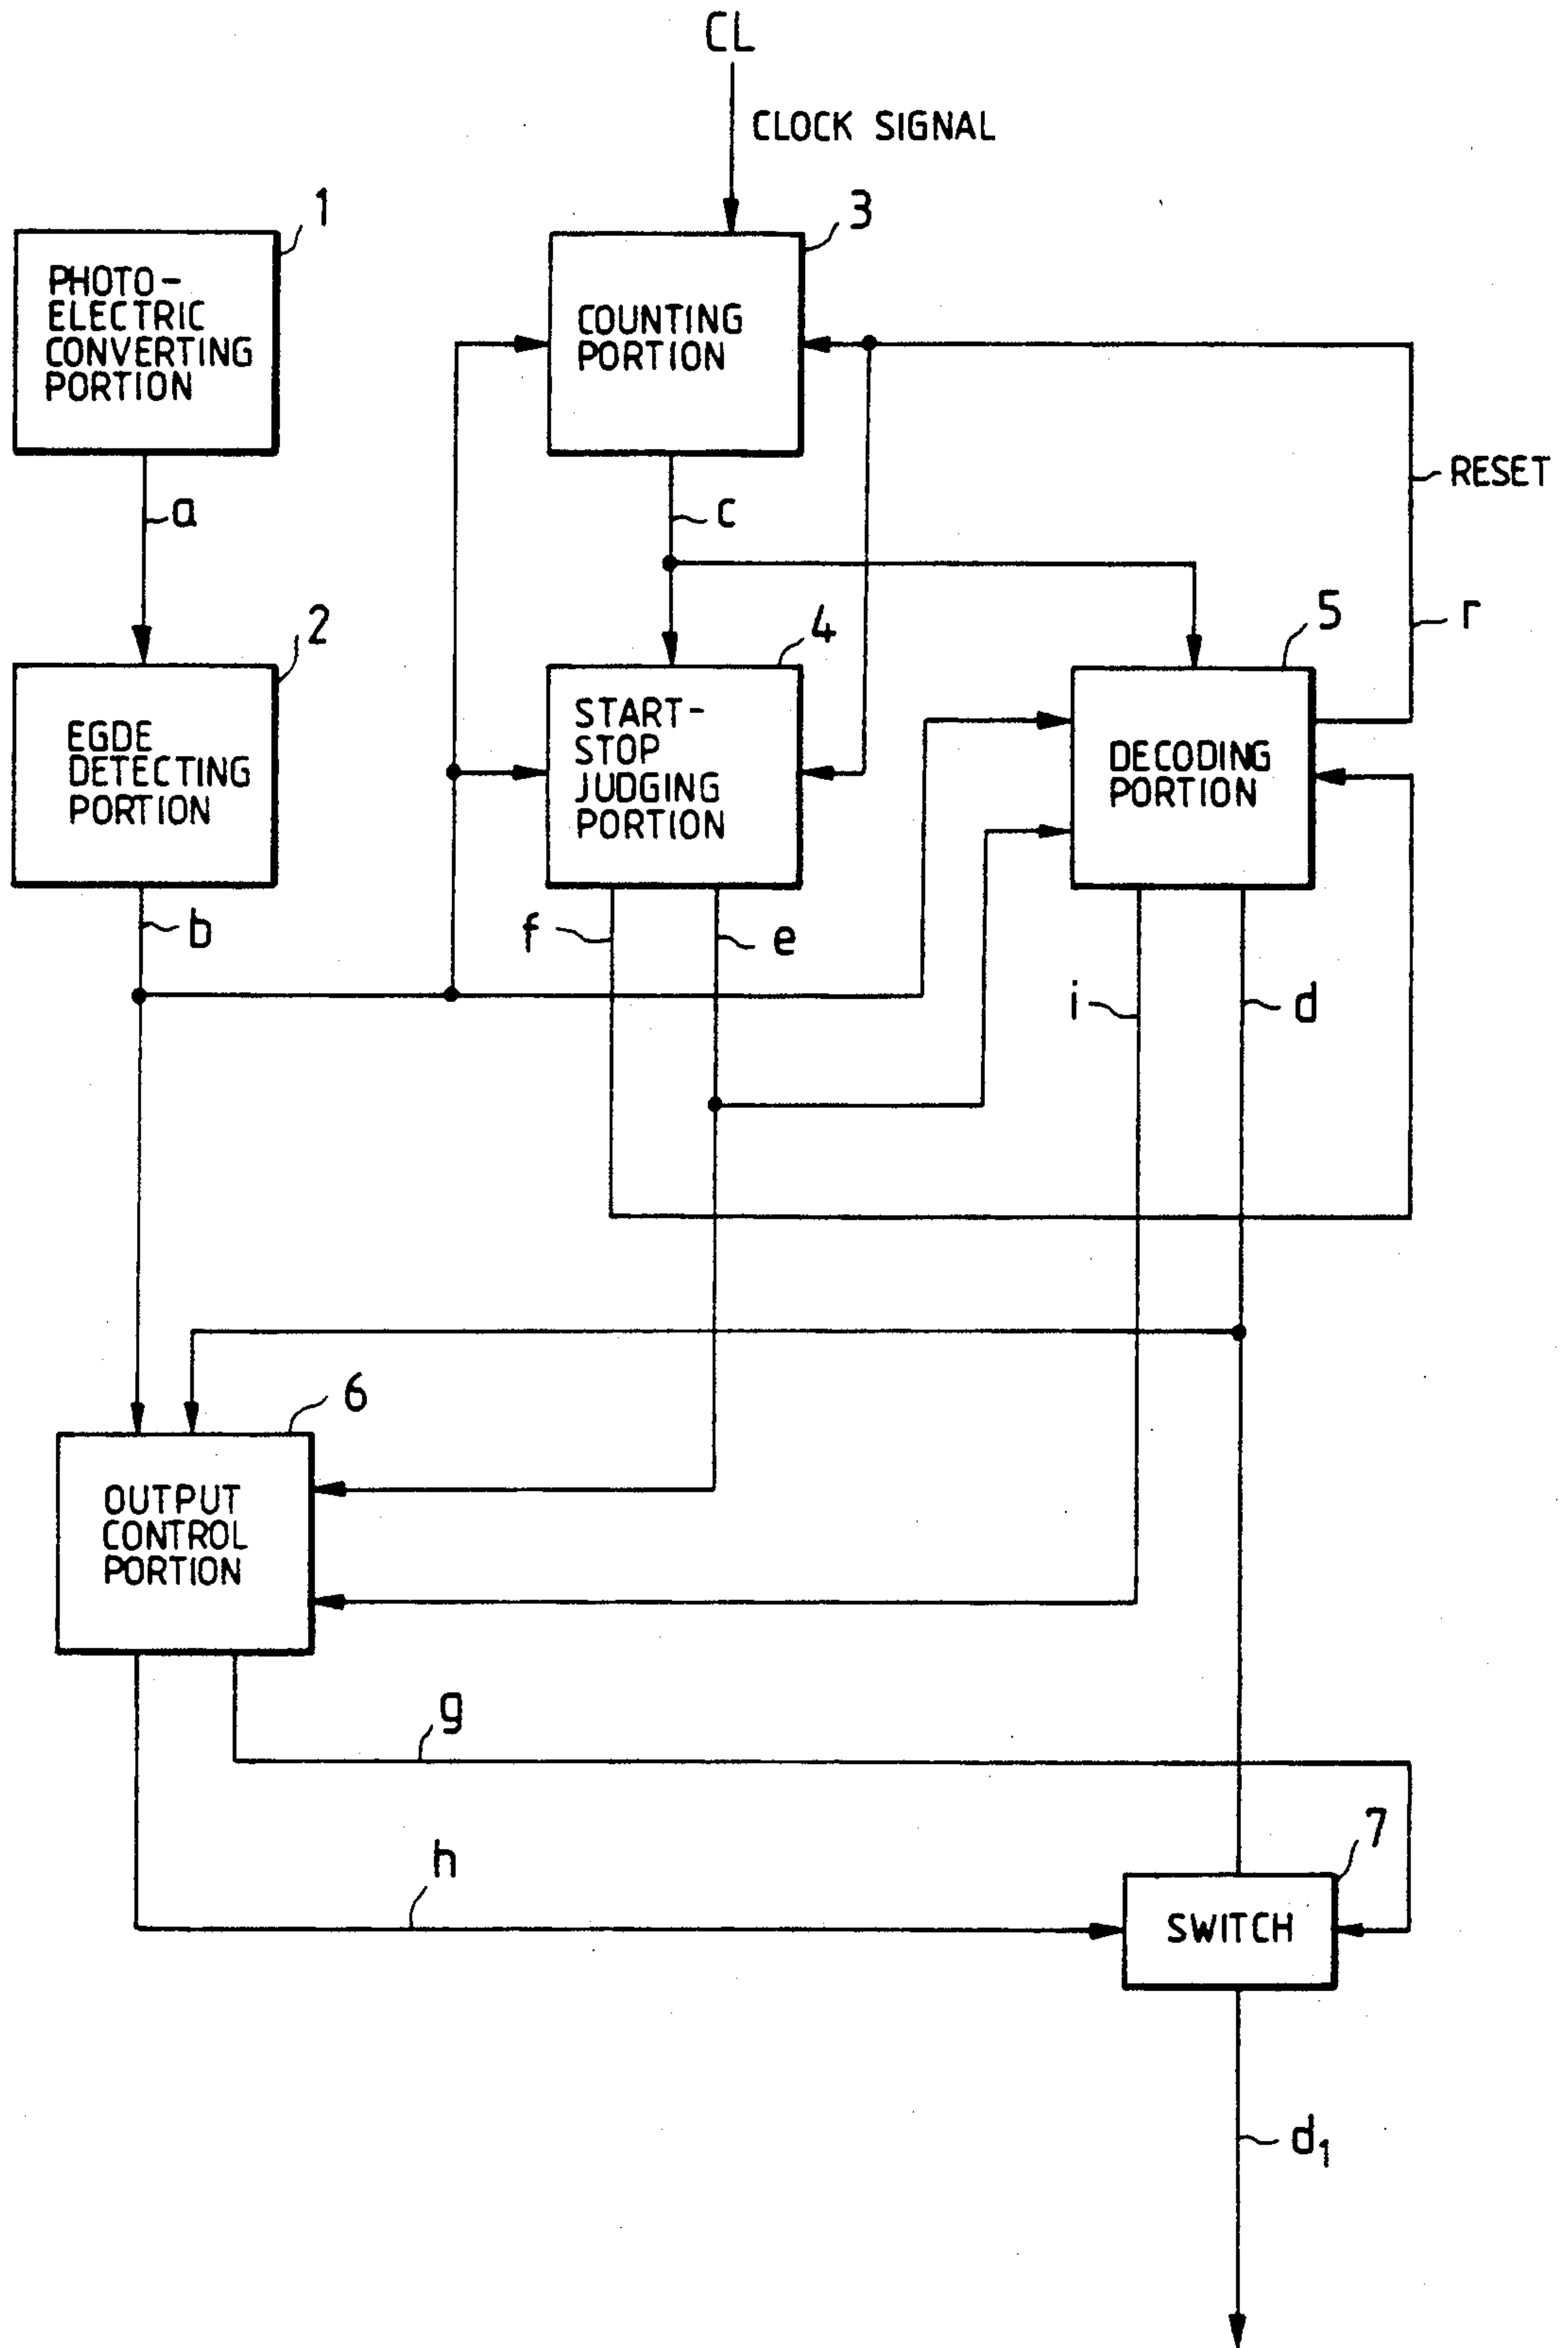 CL
CLOCK SIGNAL
1
3
PHOTO-
ELECTRIC
CONVERTING
PORTION
COUNTING
PORTION
RESET
a
c
r
2
4
5
EGDE
DETECTING
PORTION
START-
STOP
JUDGING
PORTION
DECODING
PORTION
b
f
e
i
d
6
OUTPUT
CONTROL
PORTION
g
h
7
SWITCH
d₁